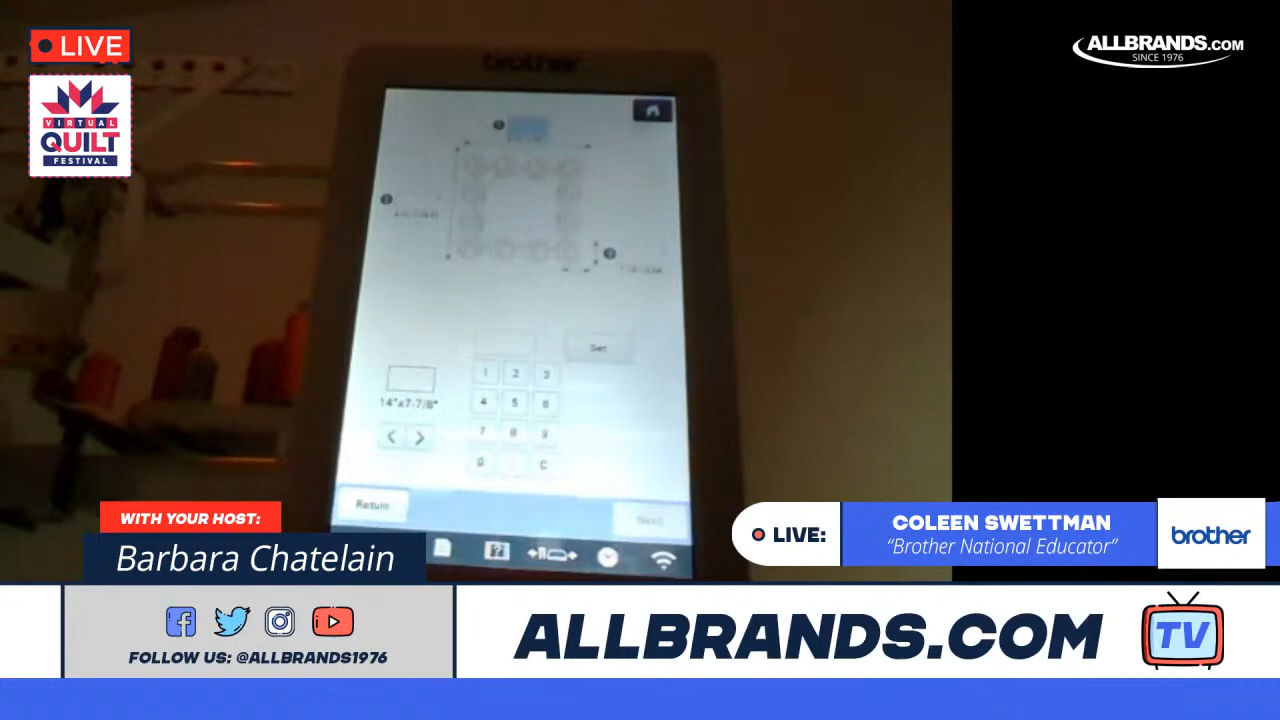 LIVE
VIRTUAL
QUILT
FESTIVAL
ALLBRANDS.COM
SINCE 1976
brother
Set
1 2 3
4 5 6
7 8 9
0 C
14"x7-7/8"
< >
Return
Next
WITH YOUR HOST:
Barbara Chatelain
LIVE:
COLEEN SWETTMAN
“Brother National Educator”
brother
FOLLOW US: @ALLBRANDS1976
ALLBRANDS.COM
TV